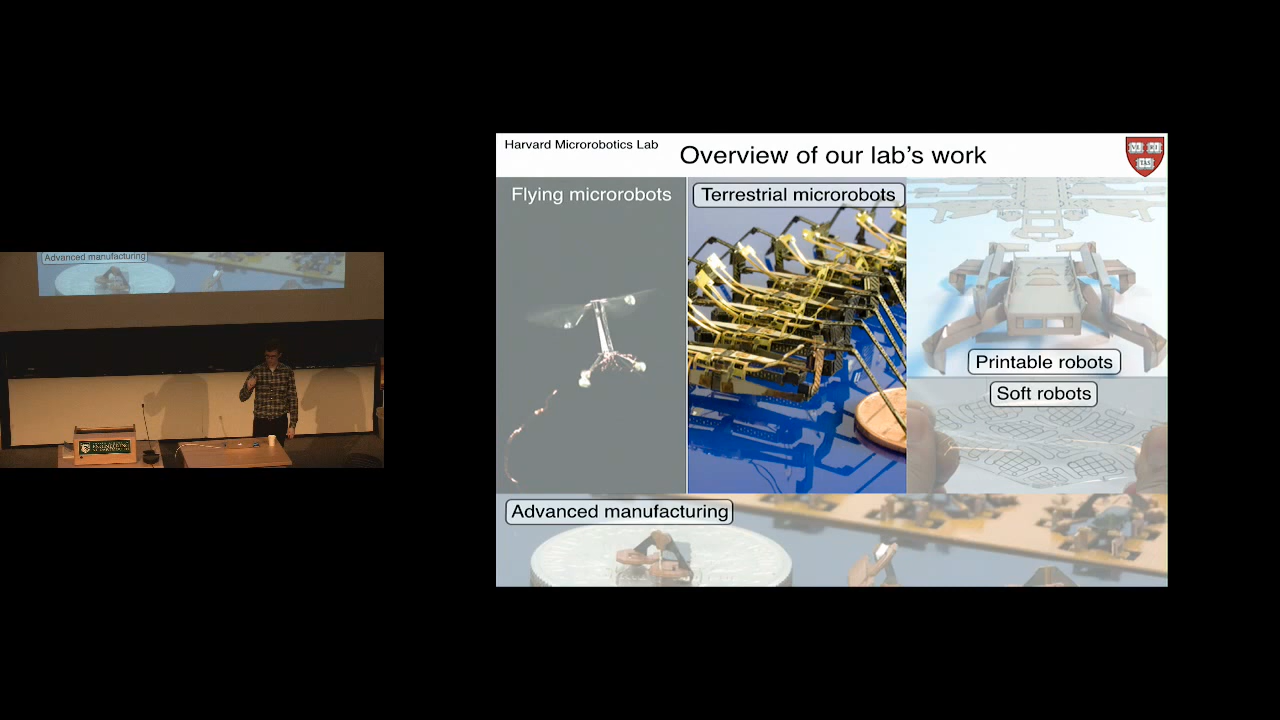 Harvard Microrobotics Lab
Overview of our lab's work
Flying microrobots
Terrestrial microrobots
Printable robots
Soft robots
Advanced manufacturing
Advanced manufacturing